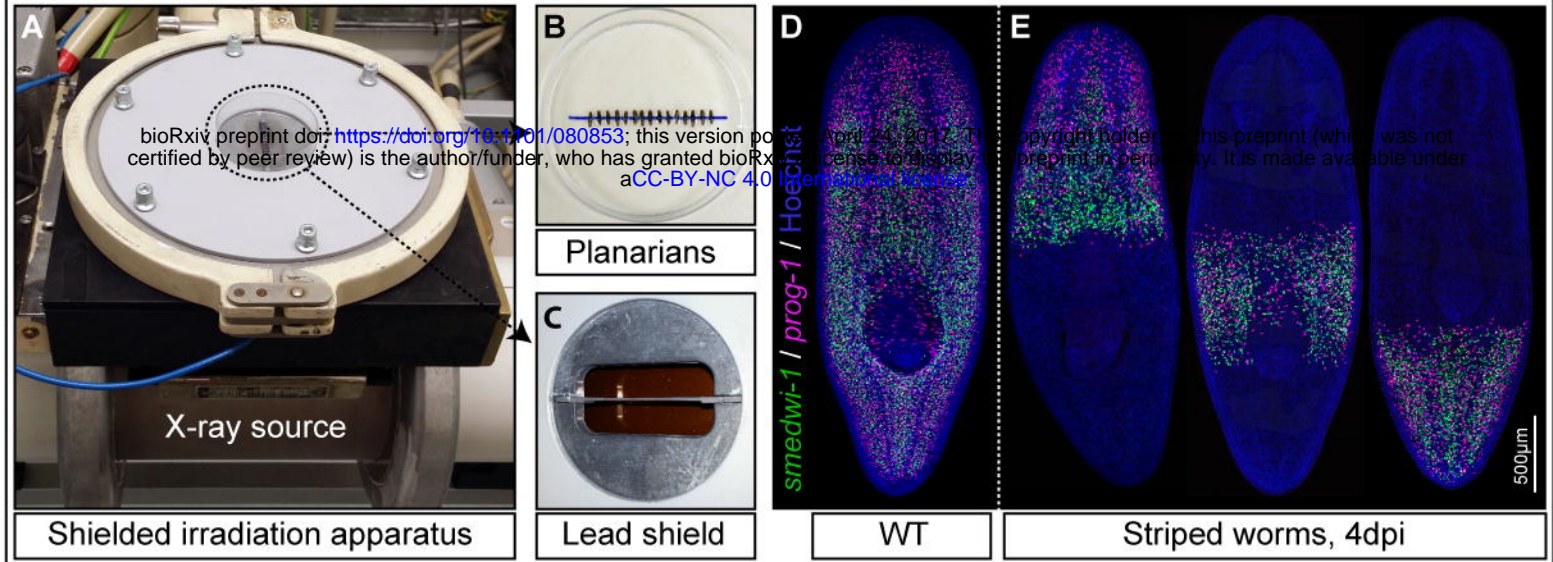 A
B
D
E
bioRxiv preprint doi: https://doi.org/10.1101/080853; this version posted April 24, 2017. The copyright holder for this preprint (which was not
certified by peer review) is the author/funder, who has granted bioRxiv a license to display the preprint in perpetuity. It is made available under
aCC-BY-NC 4.0 International license.
Planarians
C
X-ray source
smedwi-1 / prog-1 / Hoechst
500µm
Shielded irradiation apparatus
Lead shield
WT
Striped worms, 4dpi